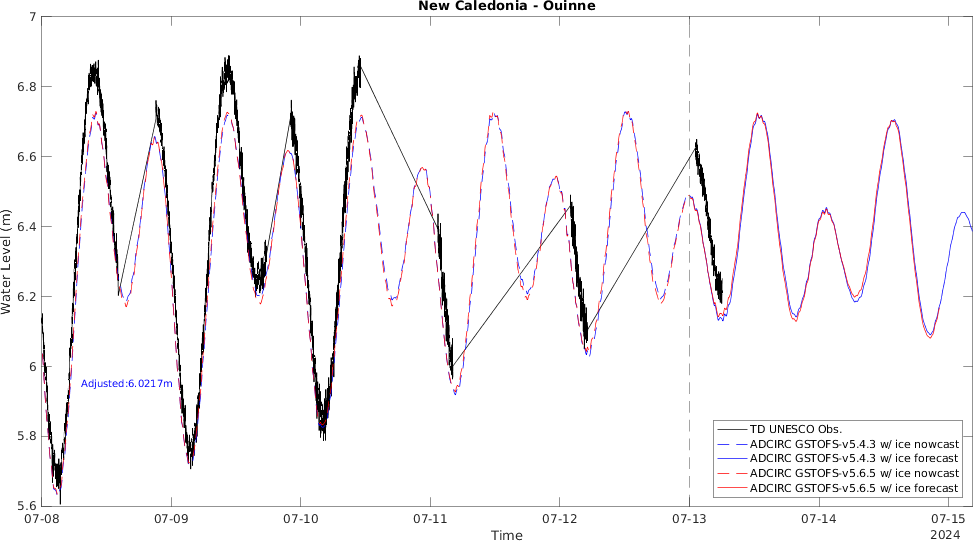 New Caledonia - Ouinne
7
6.8
6.6
6.4
6.2
6
5.8
5.6
Water Level (m)
Adjusted:6.0217m
TD UNESCO Obs.
ADCIRC GSTOFS-v5.4.3 w/ ice nowcast
ADCIRC GSTOFS-v5.4.3 w/ ice forecast
ADCIRC GSTOFS-v5.6.5 w/ ice nowcast
ADCIRC GSTOFS-v5.6.5 w/ ice forecast
07-08 07-09 07-10 07-11 07-12 07-13 07-14 07-15
2024
Time